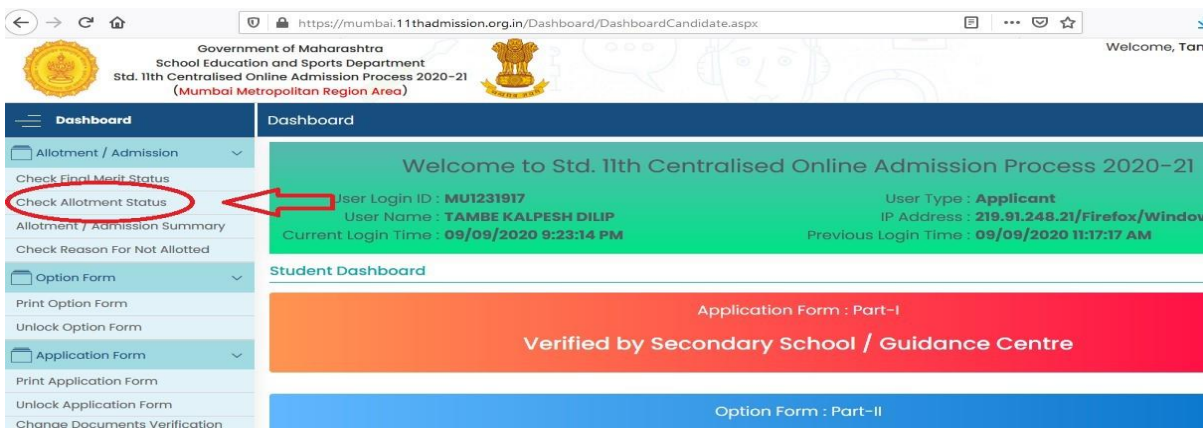 https://mumbai.11thadmission.org.in/Dashboard/DashboardCandidate.aspx
Government of Maharashtra
School Education and Sports Department
Std. 11th Centralised Online Admission Process 2020-21
(Mumbai Metropolitan Region Area)
Welcome, Tam
Dashboard
Dashboard
Allotment / Admission
Check Final Merit Status
Check Allotment Status
Allotment / Admission Summary
Check Reason For Not Allotted
Option Form
Print Option Form
Unlock Option Form
Application Form
Print Application Form
Unlock Application Form
Change Documents Verification
Welcome to Std. 11th Centralised Online Admission Process 2020-21
User Login ID : MU1231917
User Type : Applicant
User Name : TAMBE KALPESH DILIP
IP Address : 219.91.248.21/Firefox/Window
Current Login Time : 09/09/2020 9:23:14 PM
Previous Login Time : 09/09/2020 11:17:17 AM
Student Dashboard
Application Form : Part-I
Verified by Secondary School / Guidance Centre
Option Form : Part-II